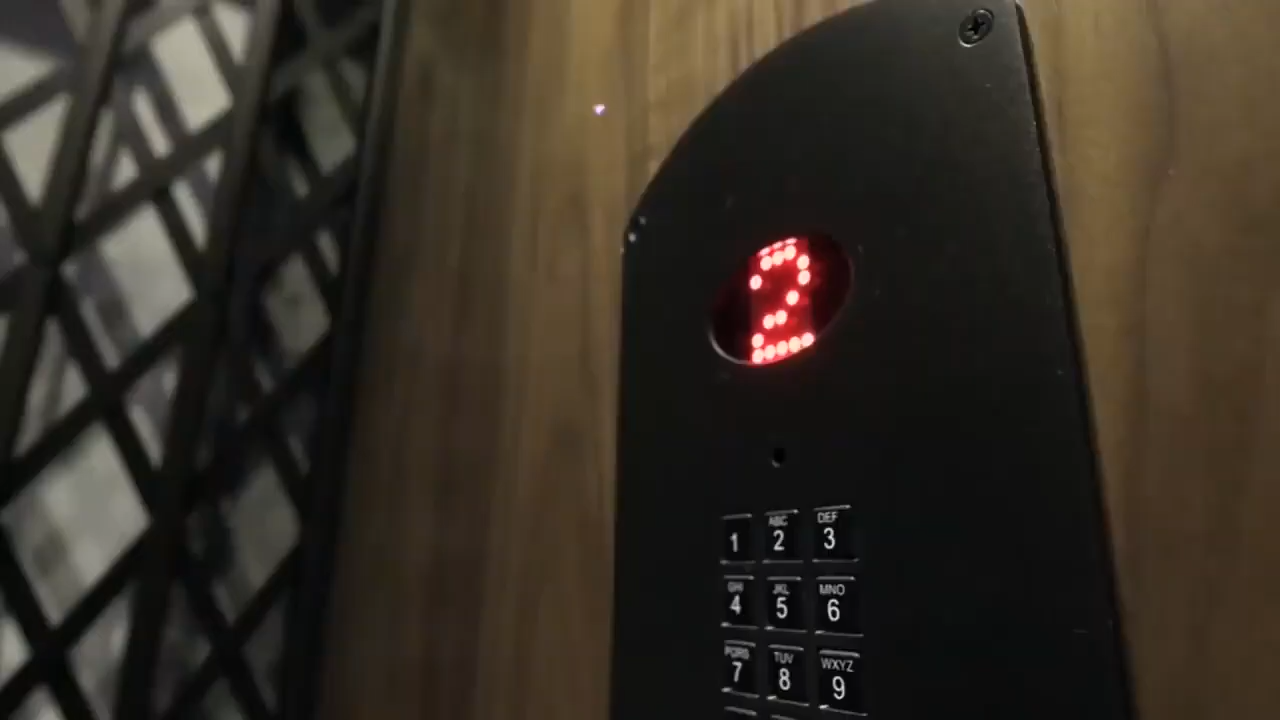 2
ABC DEF
1 2 3
GHI JKL MNO
4 5 6
PQRS TUV WXYZ
7 8 9